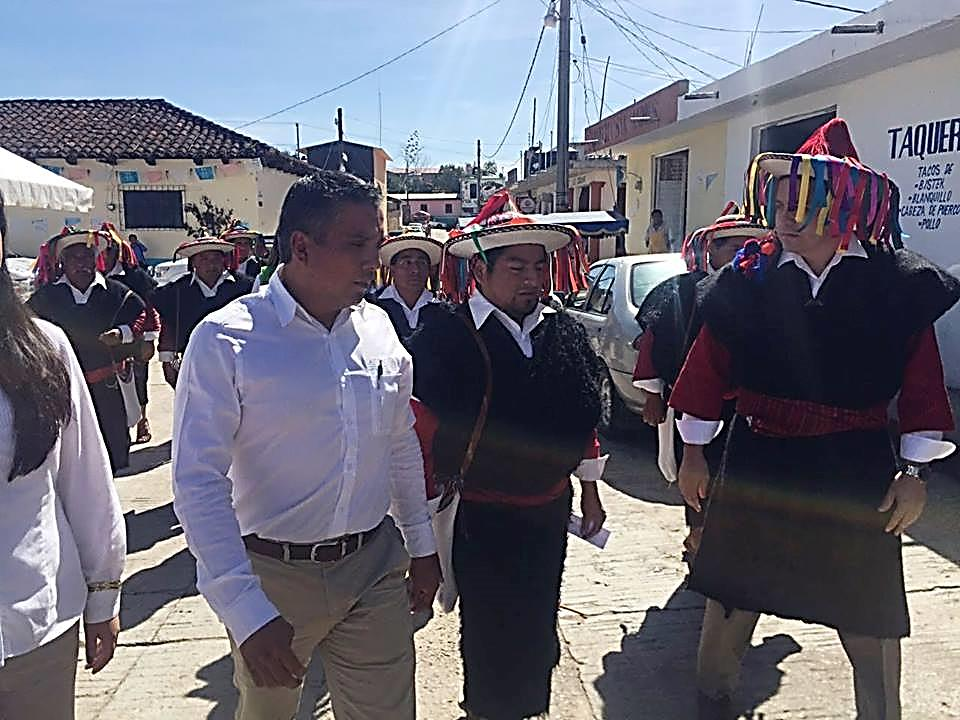 TAQUER
TACOS DE
•BISTEK
•BLANQUILLO
•CABEZA DE PUERCO
•POLLO